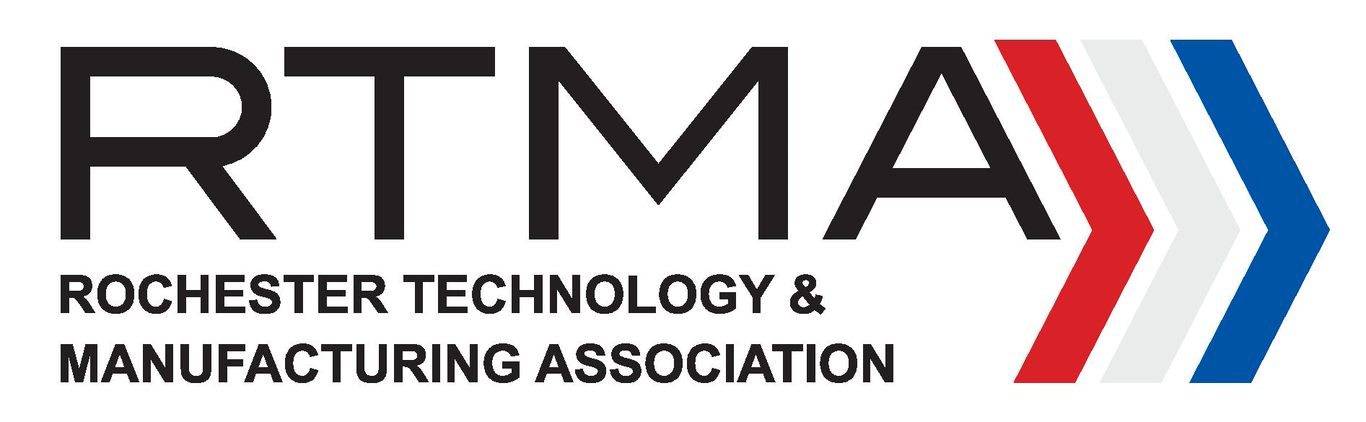 RTMA
ROCHESTER TECHNOLOGY &
MANUFACTURING ASSOCIATION